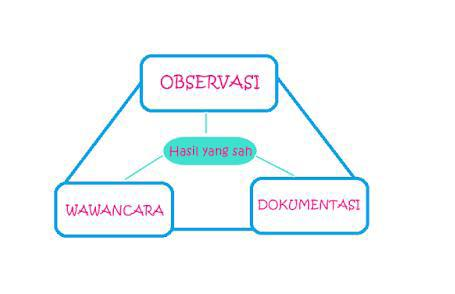 OBSERVASI
Hasil yang sah
WAWANCARA
DOKUMENTASI